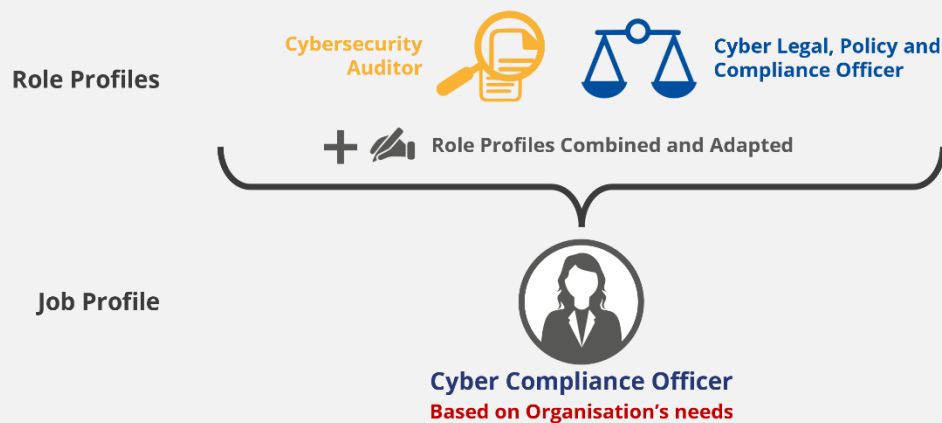 Role Profiles
Cybersecurity
Auditor
Cyber Legal, Policy and
Compliance Officer
Role Profiles Combined and Adapted
Job Profile
Cyber Compliance Officer
Based on Organisation's needs